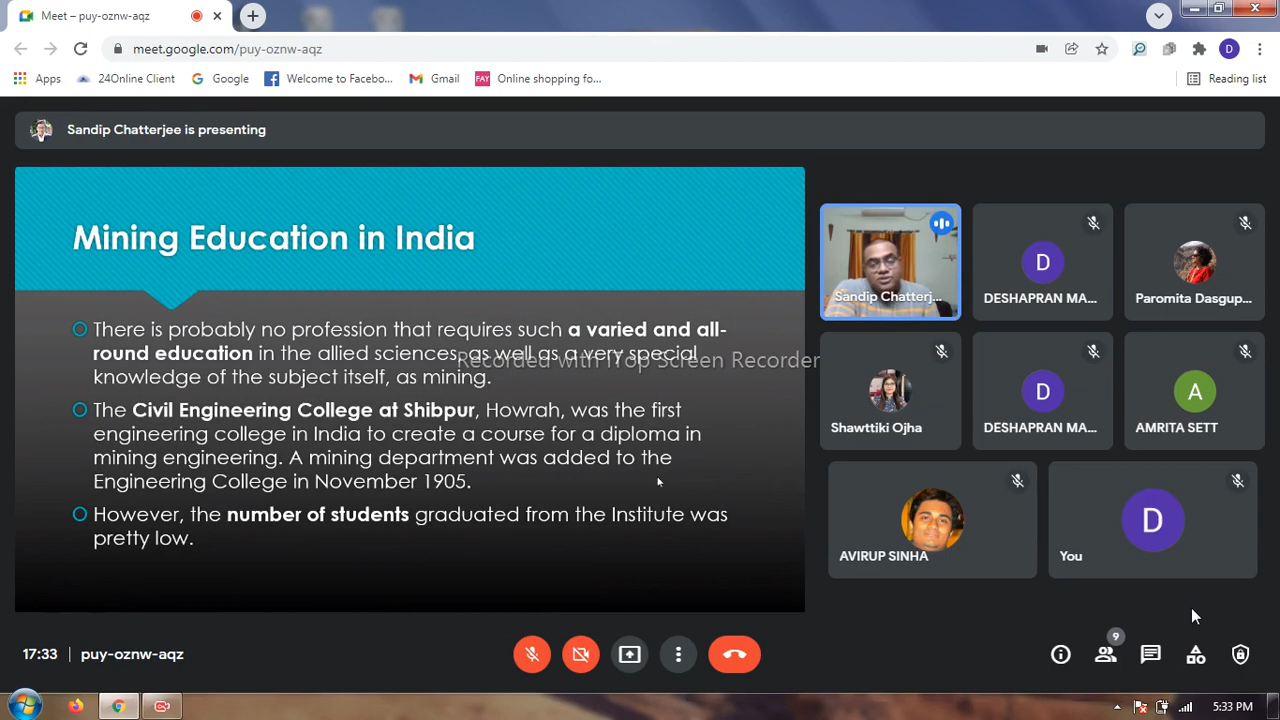 Meet – puy-oznw-aqz
meet.google.com/puy-oznw-aqz
Apps 24Online Client Google Welcome to Facebo... Gmail FAY Online shopping fo... Reading list
D
Sandip Chatterjee is presenting
Mining Education in India
There is probably no profession that requires such a varied and all-
round education in the allied sciences, as well as a very special
knowledge of the subject itself, as mining.
Recorded with iTop Screen Recorder
The Civil Engineering College at Shibpur, Howrah, was the first
engineering college in India to create a course for a diploma in
mining engineering. A mining department was added to the
Engineering College in November 1905.
However, the number of students graduated from the Institute was
pretty low.
Sandip Chatterj...
D
DESHAPRAN MA...
Paromita Dasgup...
Shawttiki Ojha
D
DESHAPRAN MA...
A
AMRITA SETT
AVIRUP SINHA
D
You
17:33 | puy-oznw-aqz
9
5:33 PM